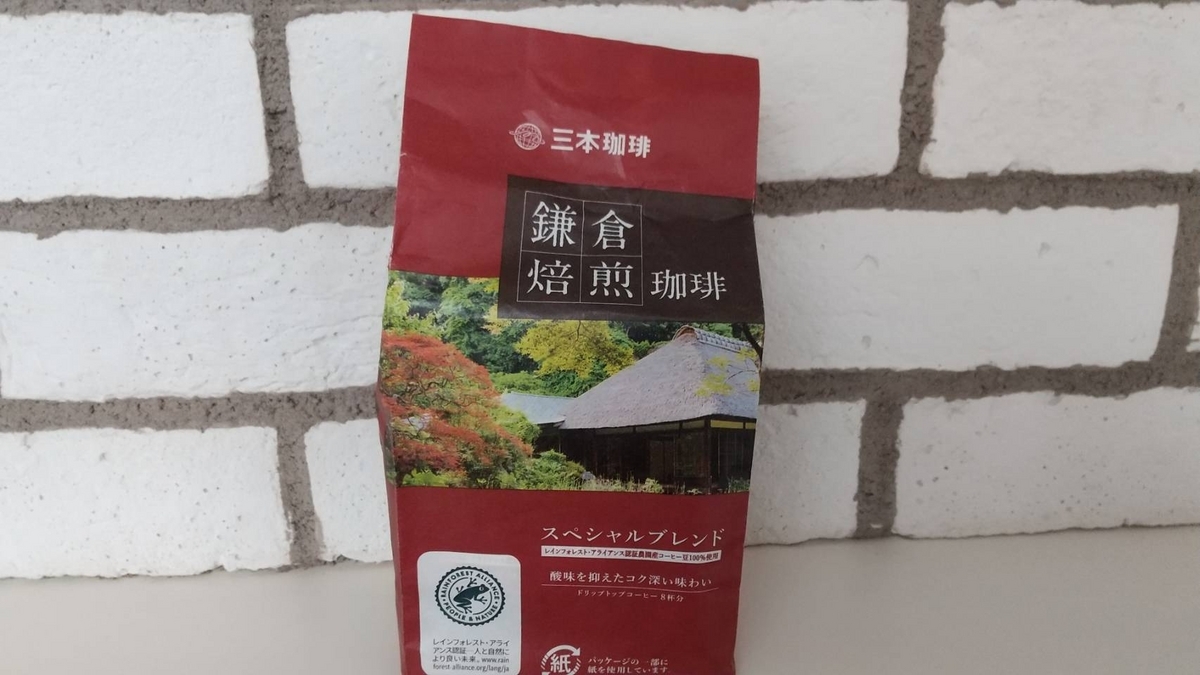 三本珈琲
鎌倉
焙煎珈琲
スペシャルブレンド
レインフォレスト・アライアンス認証農園産コーヒー豆100%使用
酸味を抑えたコク深い味わい
ドリップトップコーヒー8杯分
RAINFOREST ALLIANCE
PEOPLE & NATURE
レインフォレスト・アライ
アンス認証 人と自然に
より良い未来。www.rain
forest-alliance.org/lang/ja
紙
パッケージの一部に
紙を使用しています。